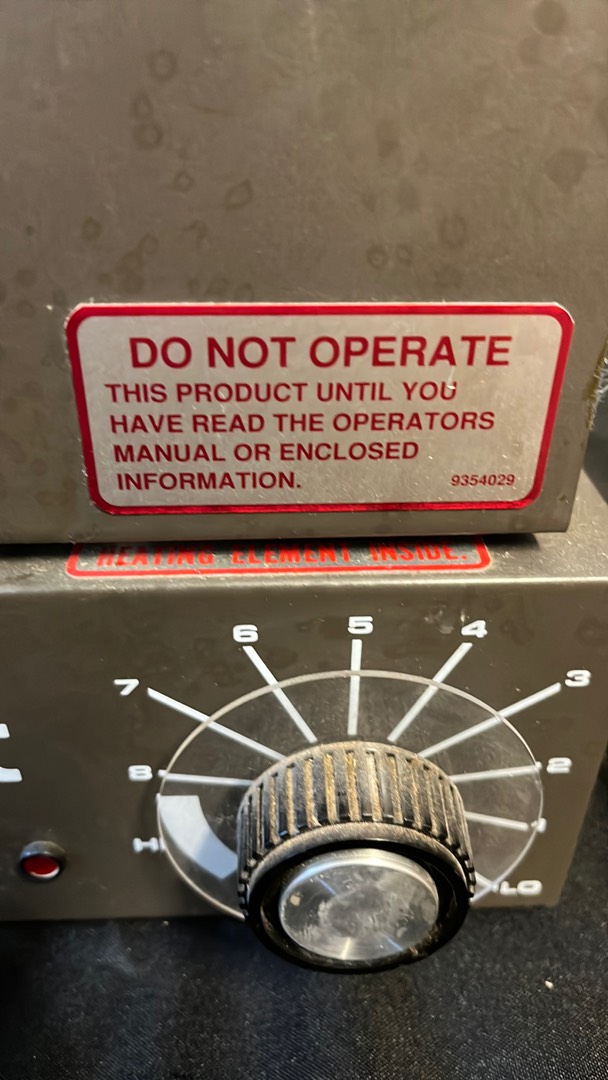 DO NOT OPERATE
THIS PRODUCT UNTIL YOU
HAVE READ THE OPERATORS
MANUAL OR ENCLOSED
INFORMATION. 9354029
HEATING ELEMENT INSIDE.
6 5 4
7 3
8 2
1
LO